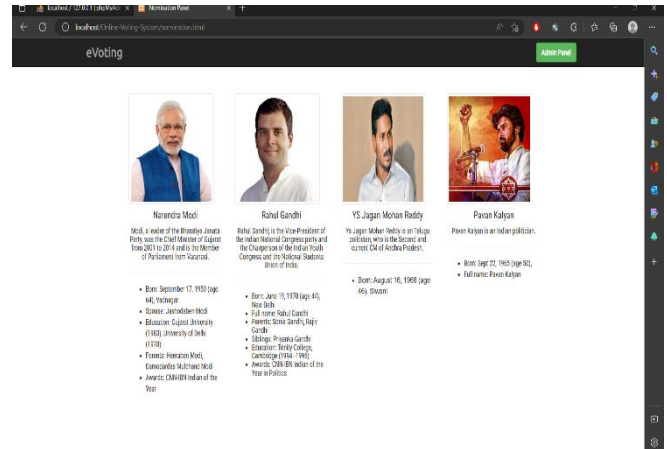 localhost / 127.0.0.1 | phpMyAd
Nomination Panel
localhost/Online-Voting-System/nomination.html
eVoting
Admin Panel
Narendra Modi
Modi, a leader of the Bharatiya Janata
Party, was the Chief Minister of Gujarat
from 2001 to 2014 and is the Member
of Parliament from Varanasi.
Born: September 17, 1950 (age
64), Vadnagar
Spouse: Jashodaben Modi
Education: Gujarat University
(1983), University of Delhi
(1978)
Parents: Heeraben Modi,
Damodardas Mulchand Modi
Awards: CNN-IBN Indian of the
Year
Rahul Gandhi
Rahul Gandhi, is the Vice-President of
the Indian National Congress party and
the Chairperson of the Indian Youth
Congress and the National Students
Union of India.
Born: June 19, 1970 (age 44),
New Delhi
Full name: Rahul Gandhi
Parents: Sonia Gandhi, Rajiv
Gandhi
Siblings: Priyanka Gandhi
Education: Trinity College,
Cambridge (1994–1995)
Awards: CNN-IBN Indian of the
Year in Politics
YS Jagan Mohan Reddy
Ys Jagan Mohan Reddy is an Telugu
politician, who is the Second and
current CM of Andhra Pradesh.
Born: August 16, 1968 (age
46), Siwani
Pavan Kalyan
Pavan Kalyan is an indian politician.
Born: Sept 22, 1965 (age 50),
Full name: Pavan Kalyan